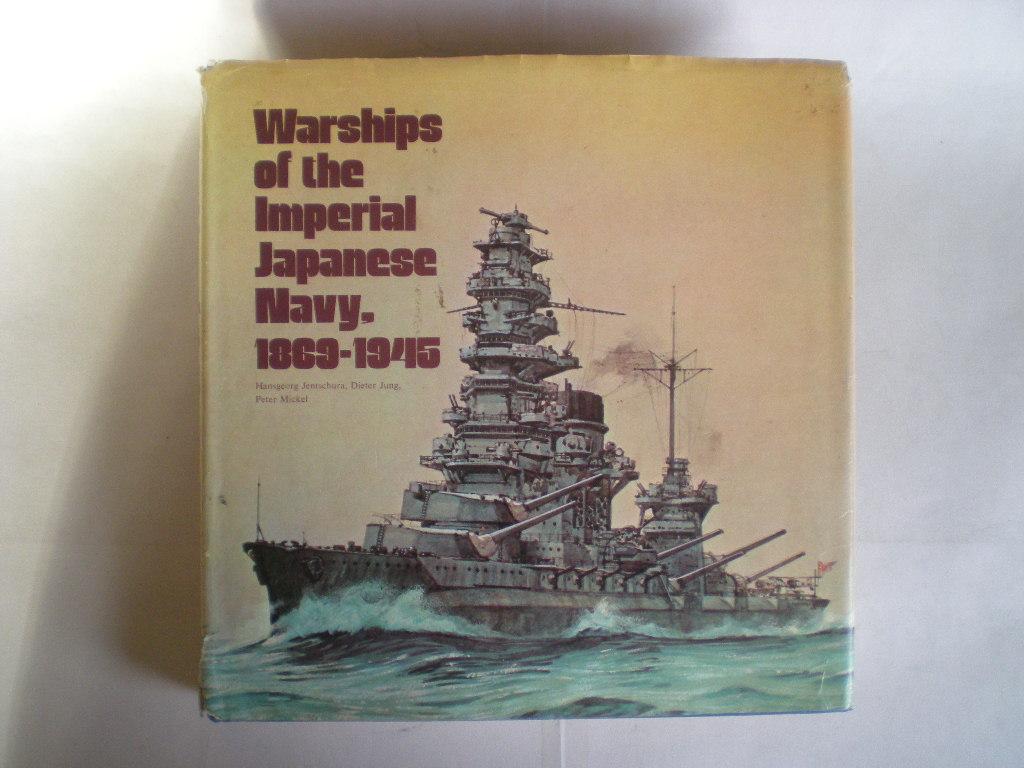 Warships
of the
Imperial
Japanese
Navy,
1869-1945
Hansgeorg Jentschura, Dieter Jung,
Peter Mickel